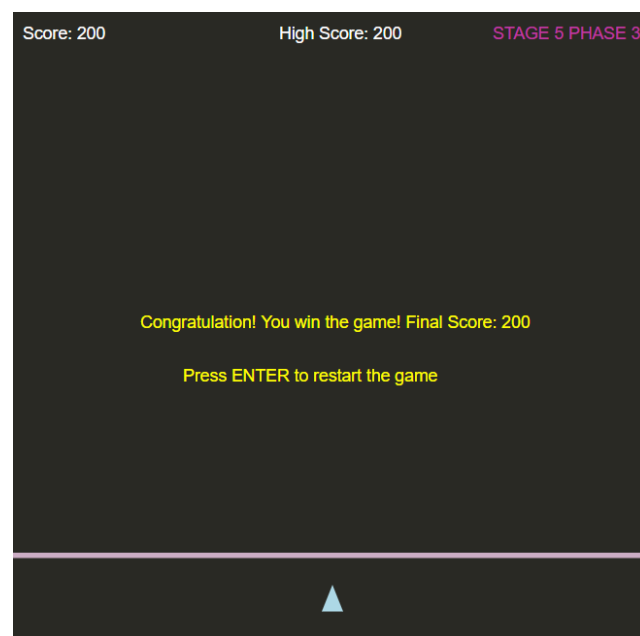 Score: 200 High Score: 200 STAGE 5 PHASE 3
Congratulation! You win the game! Final Score: 200
Press ENTER to restart the game